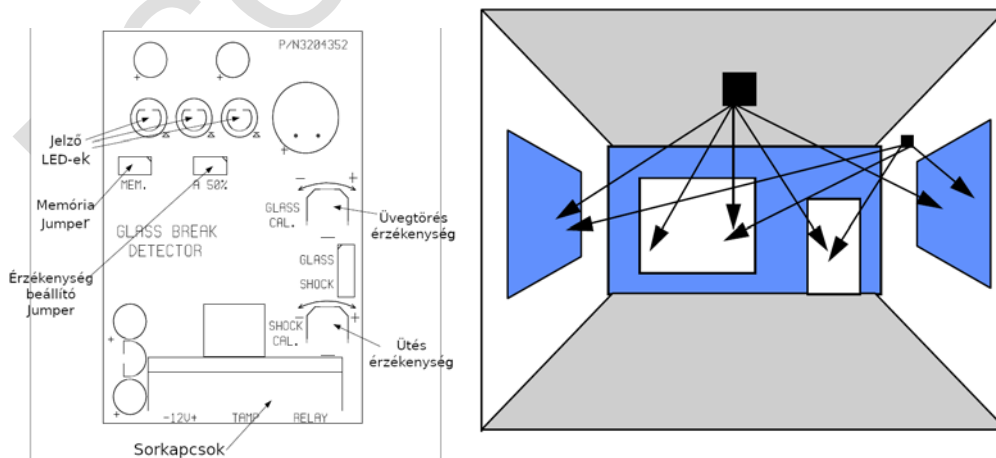 P/N3204352
Jelző
LED-ek
MEM.
A 50%
Memória
Jumper
GLASS
CAL.
Üvegtörés
érzékenység
GLASS BREAK
DETECTOR
GLASS
SHOCK
Érzékenység
beállító
Jumper
SHOCK
CAL.
Ütés
érzékenység
-12V+
TAMP
RELAY
Sorkapcsok